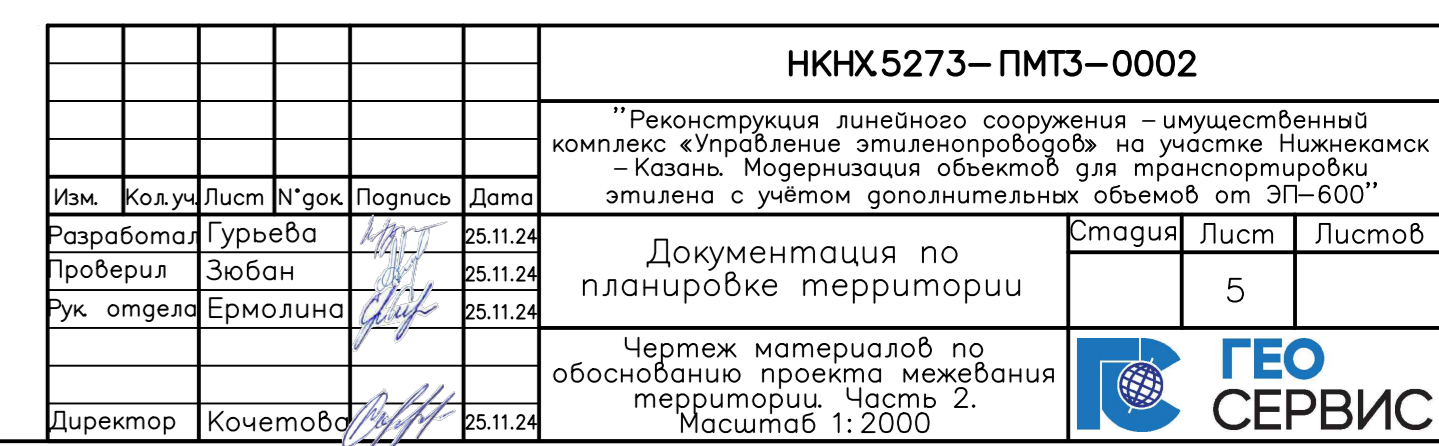 НКНХ.5273-ПМТ3-0002
"Реконструкция линейного сооружения - имущественный
комплекс «Управление этиленопроводов» на участке Нижнекамск
- Казань. Модернизация объектов для транспортировки
этилена с учётом дополнительных объемов от ЭП-600"
Изм. Кол.уч. Лист N°док. Подпись Дата
Разработал Гурьева 25.11.24
Проверил Зюбан 25.11.24
Рук. отдела Ермолина 25.11.24
Директор Кочетова 25.11.24
Документация по
планировке территории
Стадия Лист Листов
5
Чертеж материалов по
обоснованию проекта межевания
территории. Часть 2.
Масштаб 1:2000
ГЕО
СЕРВИС